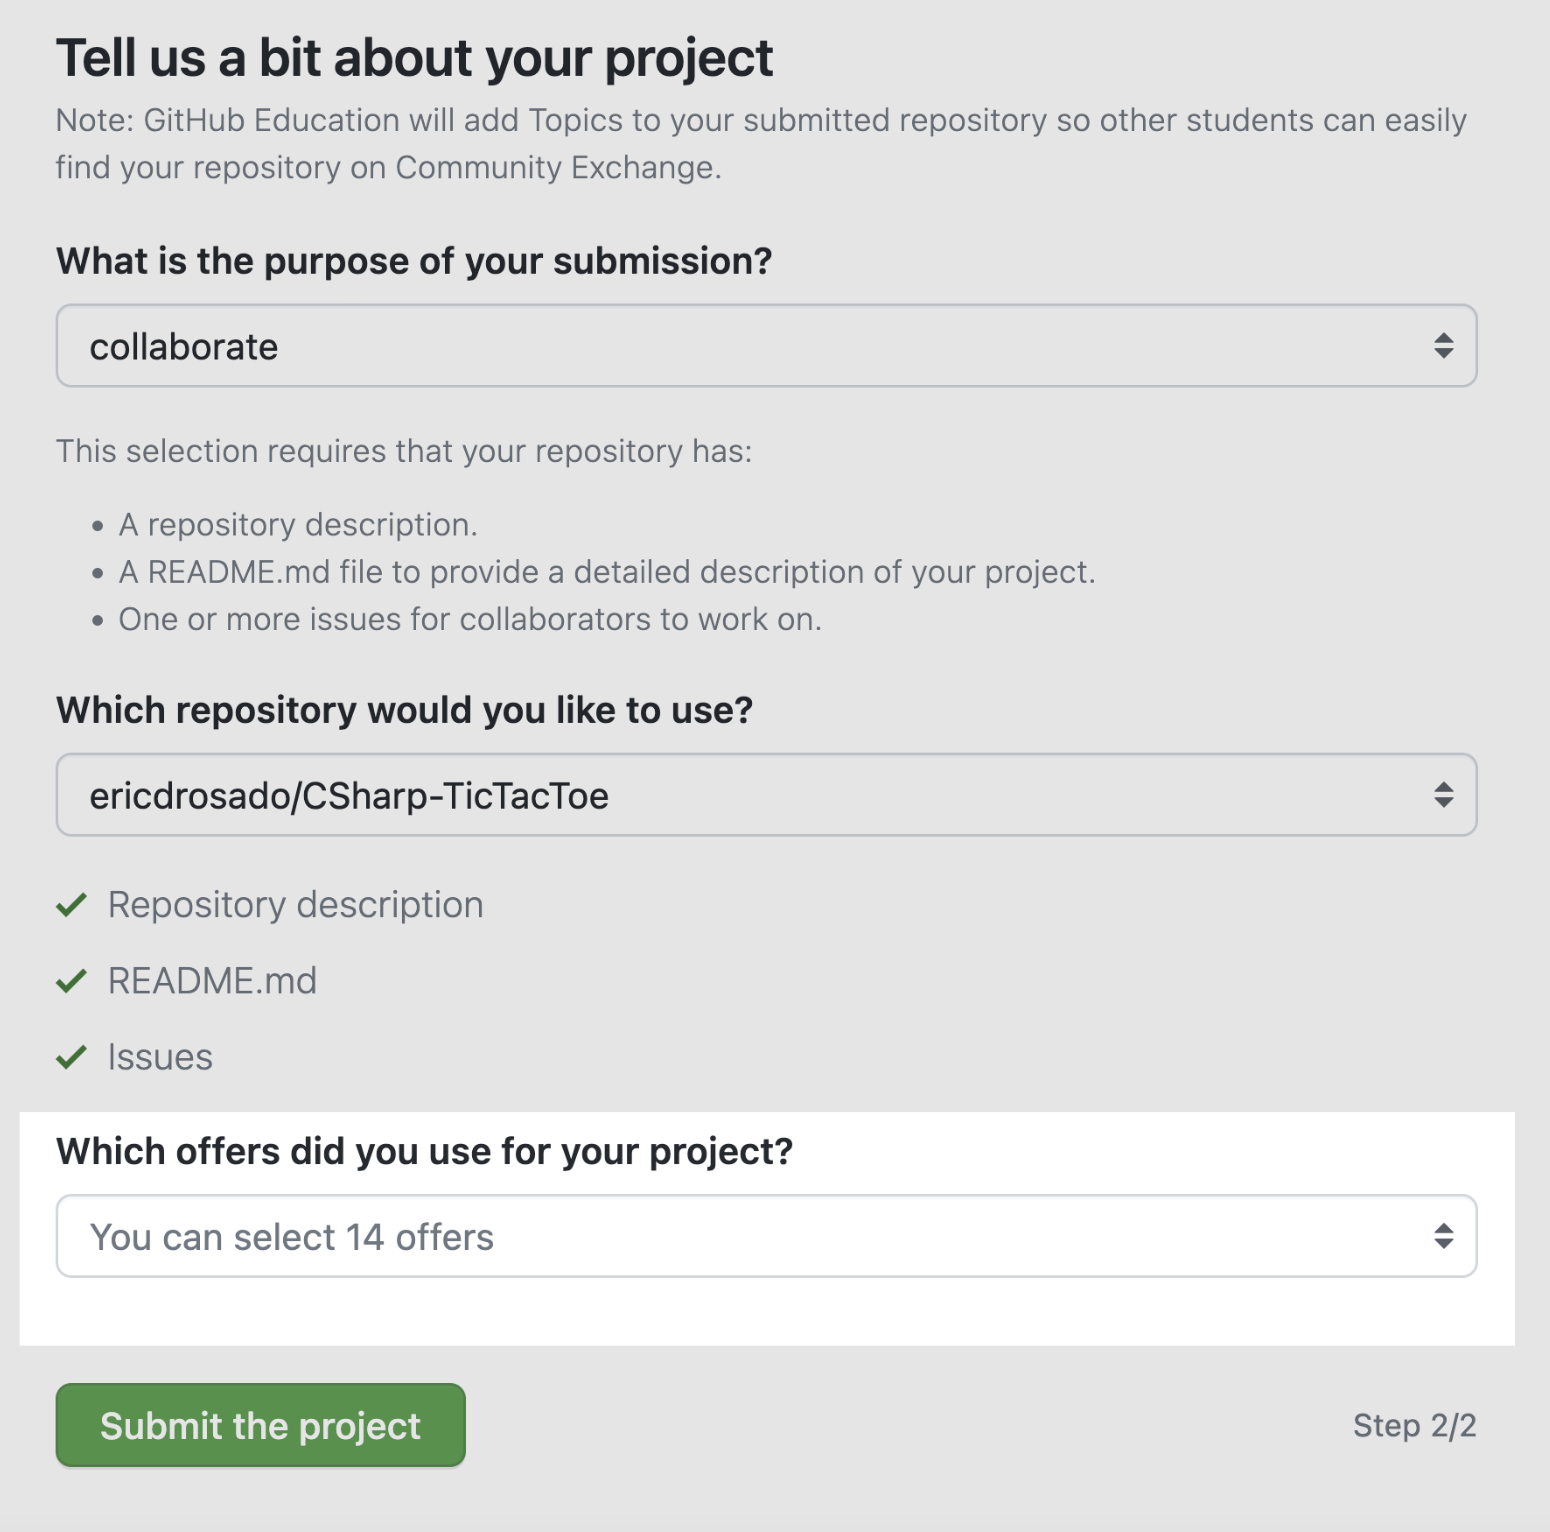 Tell us a bit about your project
Note: GitHub Education will add Topics to your submitted repository so other students can easily
find your repository on Community Exchange.
What is the purpose of your submission?
collaborate
This selection requires that your repository has:
• A repository description.
• A README.md file to provide a detailed description of your project.
• One or more issues for collaborators to work on.
Which repository would you like to use?
ericdrosado/CSharp-TicTacToe
Repository description
README.md
Issues
Which offers did you use for your project?
You can select 14 offers
Submit the project
Step 2/2